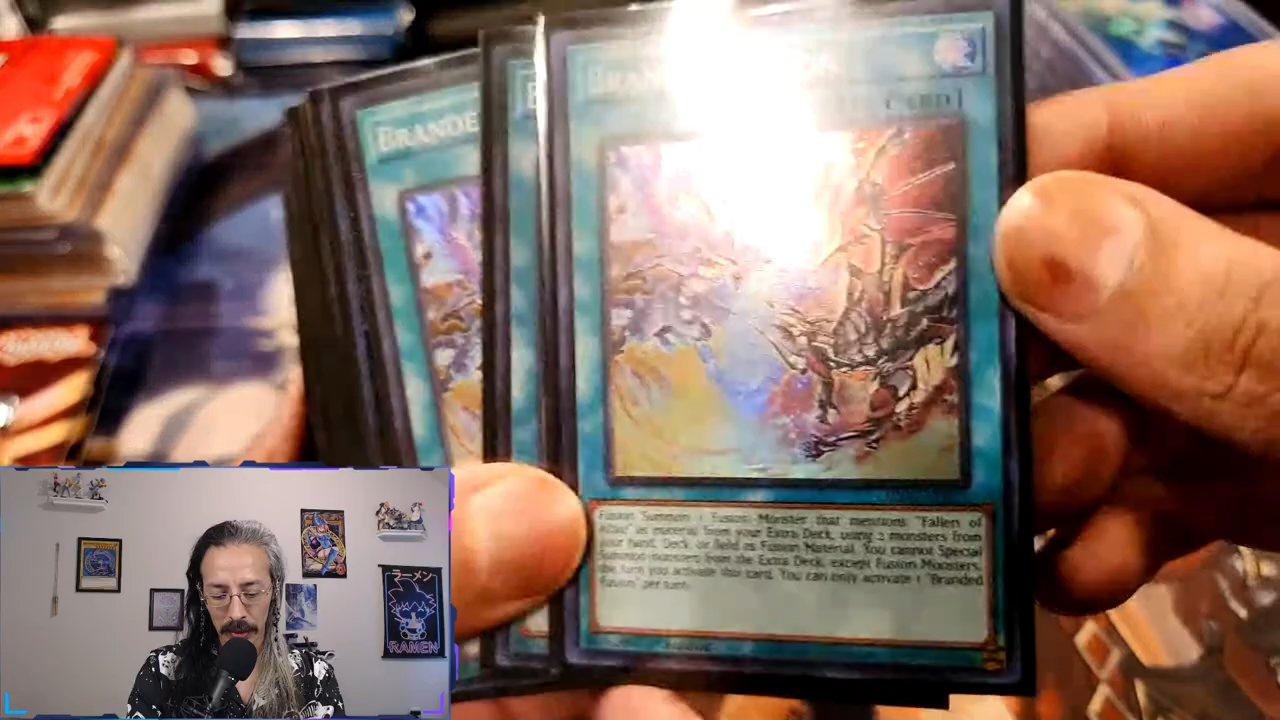 BRANDE
BRAN
CARD]
Fusion Summon 1 Fusion Monster that mentions "Fallen of
Albaz" as material from your Extra Deck, using 2 monsters from
your hand, Deck, or field as Fusion Material. You cannot Special
Summon monsters from the Extra Deck, except Fusion Monsters,
the turn you activate this card. You can only activate 1 "Branded
Fusion" per turn.
ラーメン
RAMEN